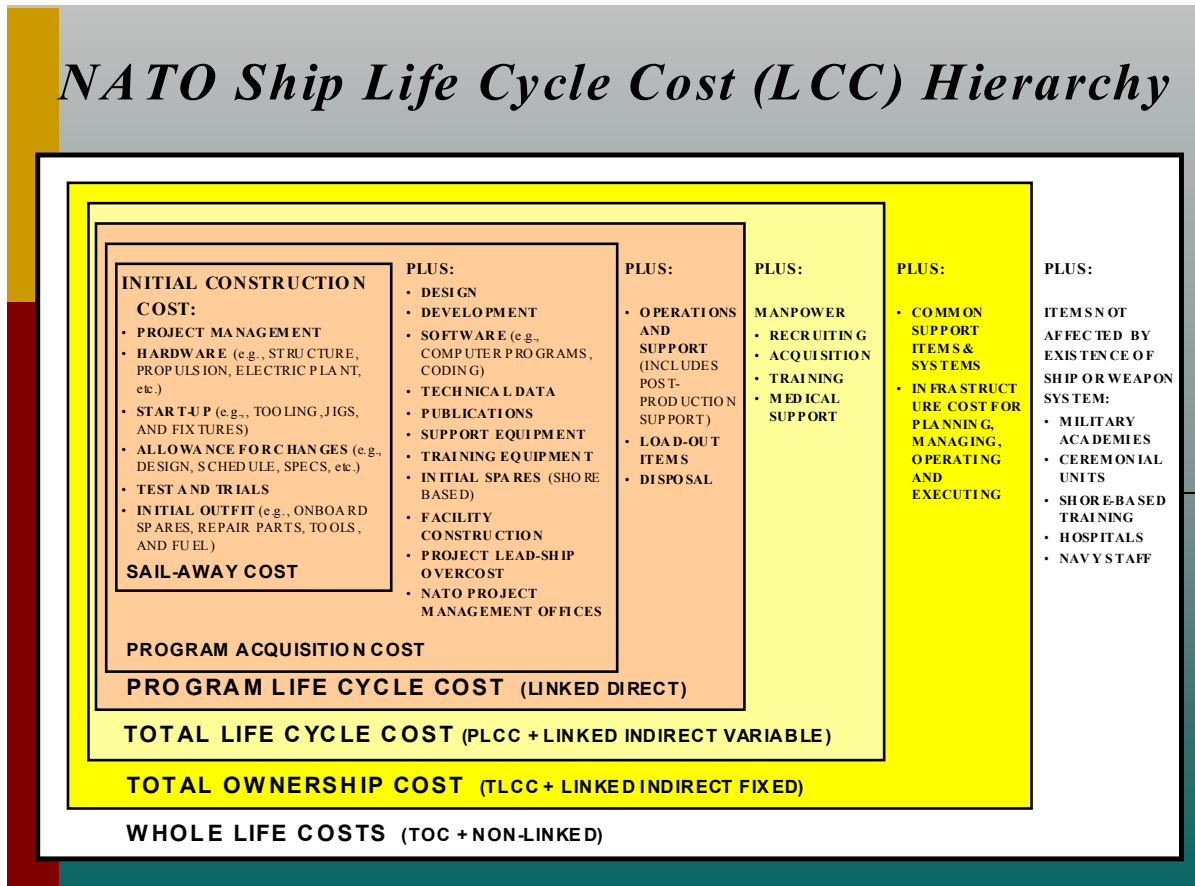 NATO Ship Life Cycle Cost (LCC) Hierarchy
INITIAL CONSTRUCTION
COST:
• PROJECT MANAGEMENT
• HARDWARE (e.g., STRUCTURE,
PROPULSION, ELECTRIC PLANT,
etc.)
• START-UP (e.g., TOOLING, JIGS,
AND FIXTURES)
• ALLOWANCE FOR CHANGES (e.g.,
DESIGN, SCHEDULE, SPECS, etc.)
• TEST AND TRIALS
• INITIAL OUTFIT (e.g., ONBOARD
SPARES, REPAIR PARTS, TOOLS,
AND FUEL)
SAIL-AWAY COST
PLUS:
• DESIGN
• DEVELOPMENT
• SOFTWARE (e.g.,
COMPUTER PROGRAMS,
CODING)
• TECHNICAL DATA
• PUBLICATIONS
• SUPPORT EQUIPMENT
• TRAINING EQUIPMENT
• INITIAL SPARES (SHORE
BASED)
• FACILITY
CONSTRUCTION
• PROJECT LEAD-SHIP
OVERCOST
• NATO PROJECT
MANAGEMENT OFFICES
PROGRAM ACQUISITION COST
PLUS:
• OPERATIONS
AND
SUPPORT
(INCLUDES
POST-
PRODUCTION
SUPPORT)
• LOAD-OUT
ITEMS
• DISPOSAL
PROGRAM LIFE CYCLE COST (LINKED DIRECT)
PLUS:
MANPOWER
• RECRUITING
• ACQUISITION
• TRAINING
• MEDICAL
SUPPORT
TOTAL LIFE CYCLE COST (PLCC + LINKED INDIRECT VARIABLE)
PLUS:
• COMMON
SUPPORT
ITEMS &
SYSTEMS
• INFRASTRUCT
URE COST FOR
PLANNING,
MANAGING,
OPERATING
AND
EXECUTING
TOTAL OWNERSHIP COST (TLCC + LINKED INDIRECT FIXED)
PLUS:
ITEMS NOT
AFFECTED BY
EXISTENCE OF
SHIP OR WEAPON
SYSTEM:
• MILITARY
ACADEMIES
• CEREMONIAL
UNITS
• SHORE-BASED
TRAINING
• HOSPITALS
• NAVY STAFF
WHOLE LIFE COSTS (TOC + NON-LINKED)